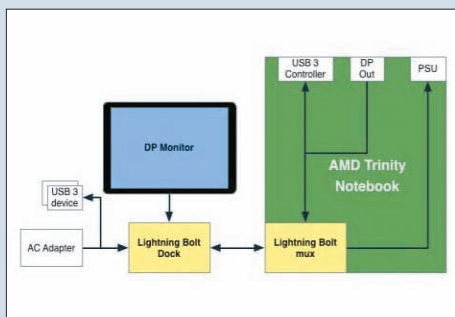 USB 3
Controller
DP
Out
PSU
DP Monitor
AMD Trinity
Notebook
USB 3
device
AC Adapter
Lightning Bolt
Dock
Lightning Bolt
mux